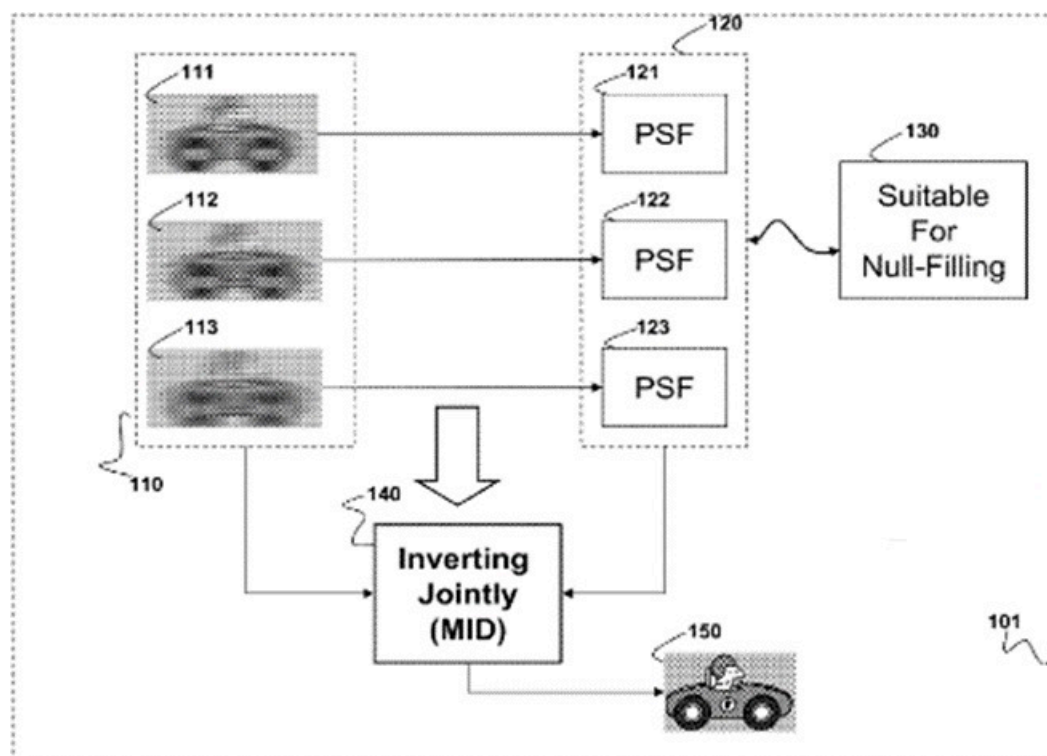 120
111
121
PSF
130
Suitable
For
Null-Filling
112
122
PSF
113
123
PSF
110
140
Inverting
Jointly
(MID)
150
101